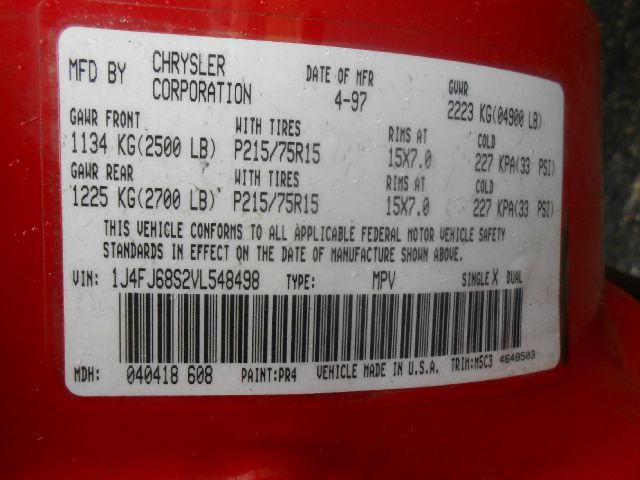 MFD BY CHRYSLER CORPORATION DATE OF MFR 4-97 GVWR 2223 KG(04900 LB)
GAWR FRONT WITH TIRES RIMS AT COLD
1134 KG(2500 LB) P215/75R15 15X7.0 227 KPA(33 PSI)
GAWR REAR WITH TIRES RIMS AT COLD
1225 KG(2700 LB) P215/75R15 15X7.0 227 KPA(33 PSI)
THIS VEHICLE CONFORMS TO ALL APPLICABLE FEDERAL MOTOR VEHICLE SAFETY
STANDARDS IN EFFECT ON THE DATE OF MANUFACTURE SHOWN ABOVE.
VIN: 1J4FJ68S2VL548498 TYPE: MPV SINGLE X DUAL
MDH: 040418 608 PAINT:PR4 VEHICLE MADE IN U.S.A. TRIM:M5C3 4648503